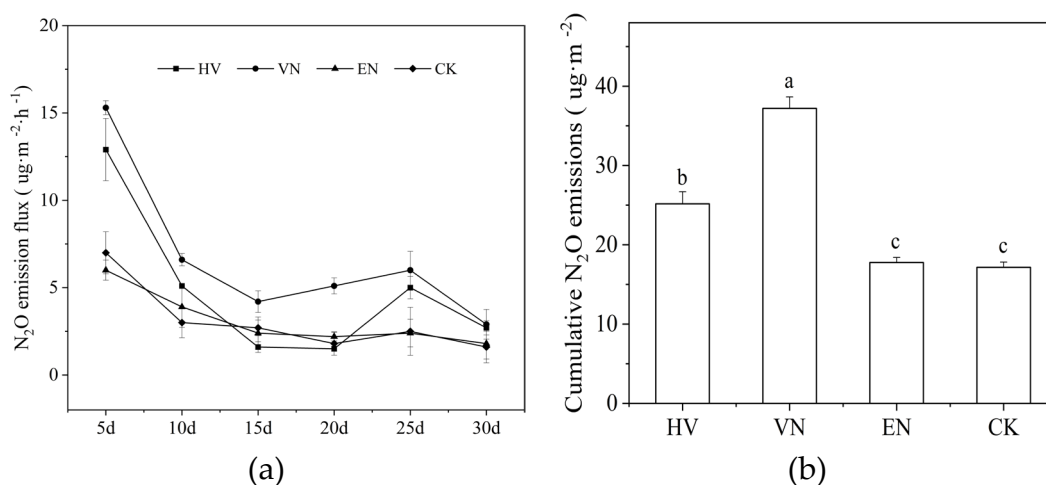 N₂O emission flux ( ug·m⁻²·h⁻¹)
20
15
10
5
0
HV VN EN CK
5d 10d 15d 20d 25d 30d
(a)
Cumulative N₂O emissions ( ug·m⁻²)
40
30
20
10
0
b
a
c
c
HV VN EN CK
(b)